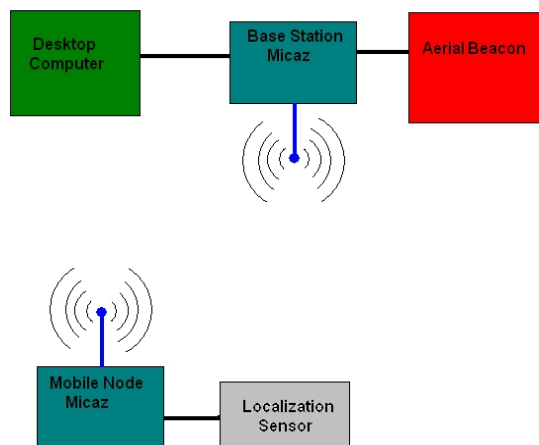 Desktop
Computer
Base Station
Micaz
Aerial Beacon
Mobile Node
Micaz
Localization
Sensor